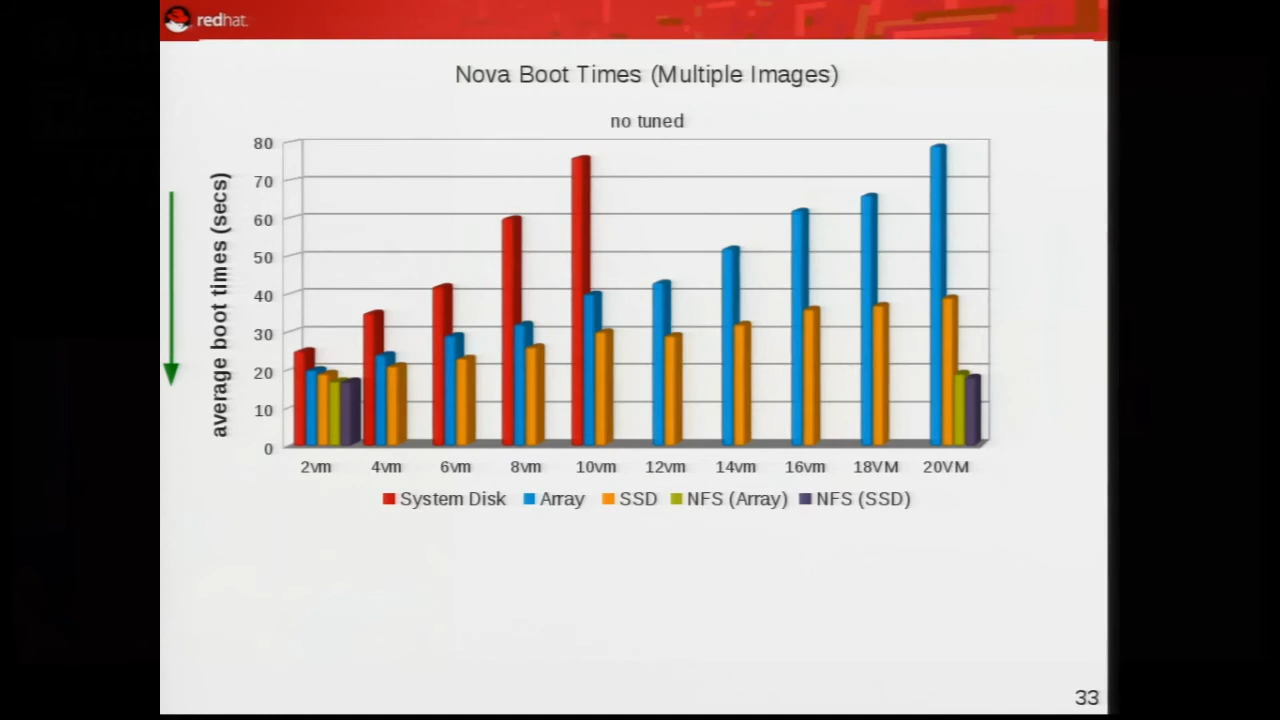 redhat.
Nova Boot Times (Multiple Images)
no tuned
average boot times (secs)
80
70
60
50
40
30
20
10
0
2vm 4vm 6vm 8vm 10vm 12vm 14vm 16vm 18VM 20VM
System Disk Array SSD NFS (Array) NFS (SSD)
33